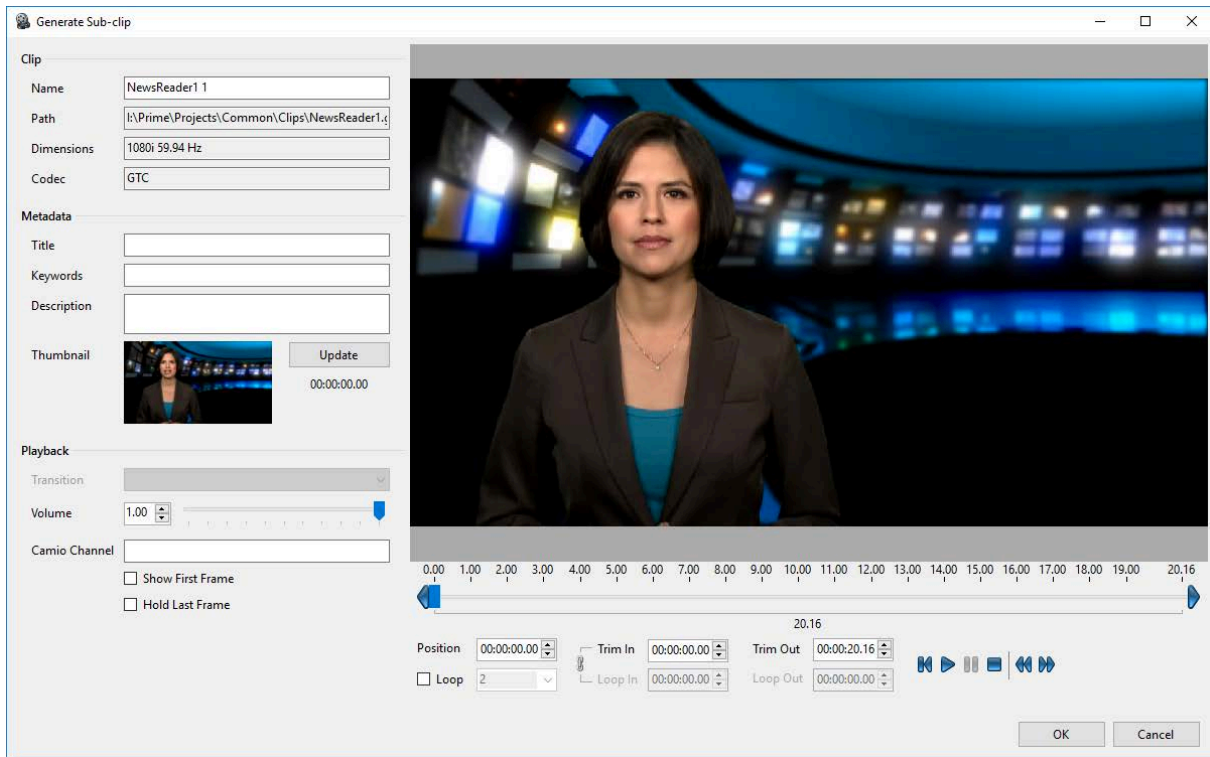 Generate Sub-clip
Clip
Name NewsReader1 1
Path I:\Prime\Projects\Common\Clips\NewsReader1.g
Dimensions 1080i 59.94 Hz
Codec GTC
Metadata
Title
Keywords
Description
Thumbnail Update
00:00:00.00
Playback
Transition
Volume 1.00
Camio Channel
Show First Frame
Hold Last Frame
0.00 1.00 2.00 3.00 4.00 5.00 6.00 7.00 8.00 9.00 10.00 11.00 12.00 13.00 14.00 15.00 16.00 17.00 18.00 19.00 20.16
20.16
Position 00:00:00.00 Trim In 00:00:00.00 Trim Out 00:00:20.16
Loop 2 Loop In 00:00:00.00 Loop Out 00:00:00.00
OK Cancel